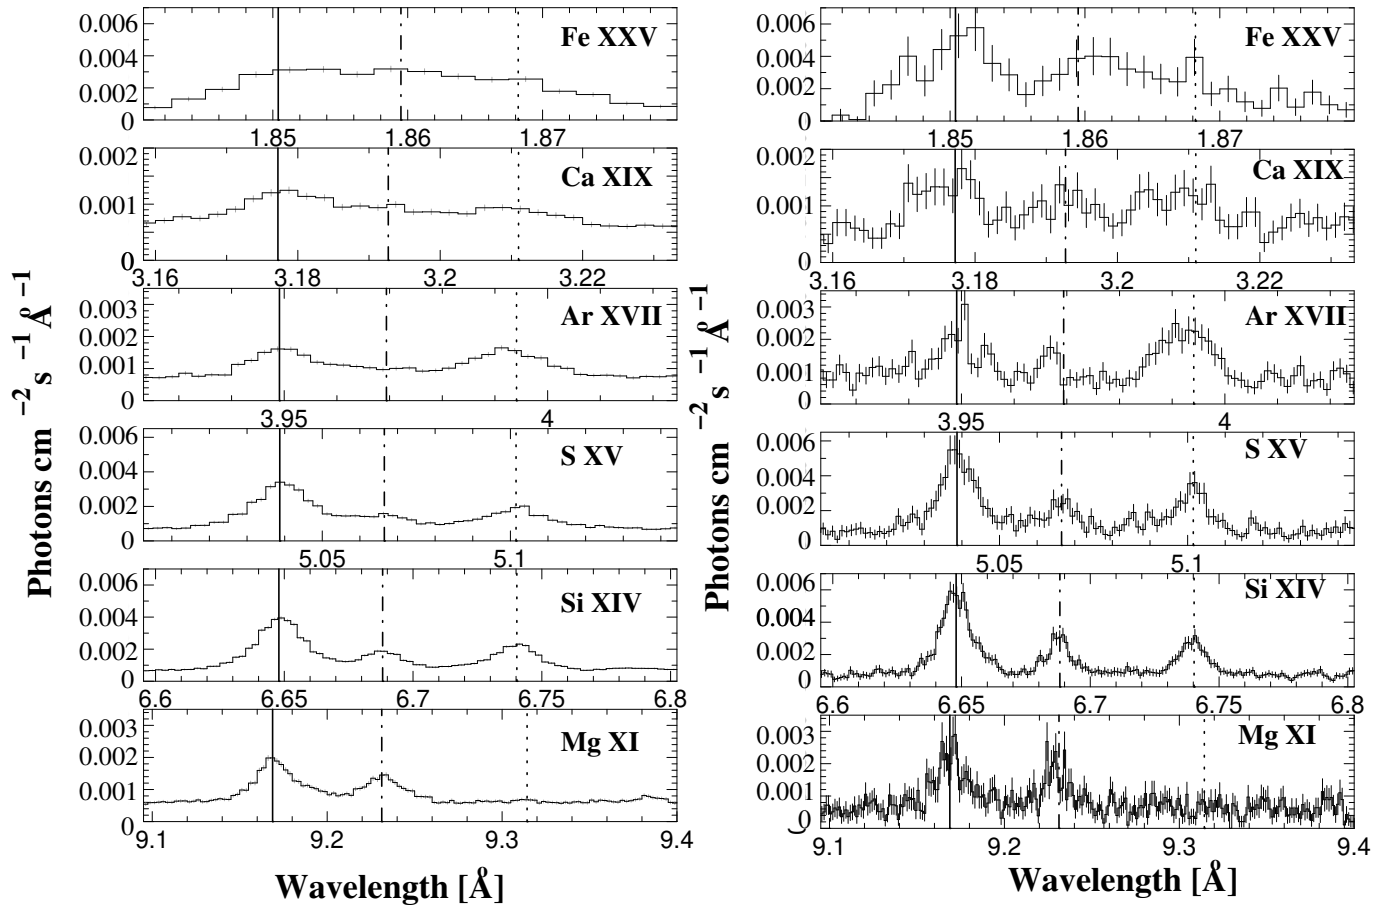 0.006
Fe XXV
0.004
0.002
0
1.85 1.86 1.87
0.002
Ca XIX
0.001
0
3.16 3.18 3.2 3.22
0.003
Ar XVII
0.002
0.001
0
3.95 4
0.006
S XV
0.004
0.002
0
5.05 5.1
0.006
Si XIV
0.004
0.002
0
6.6 6.65 6.7 6.75 6.8
0.003
Mg XI
0.002
0.001
0
9.1 9.2 9.3 9.4
Wavelength [Å]
Photons cm −2 s −1 Å −1
0.006
Fe XXV
0.004
0.002
0
1.85 1.86 1.87
0.002
Ca XIX
0.001
0
3.16 3.18 3.2 3.22
0.003
Ar XVII
0.002
0.001
0
3.95 4
0.006
S XV
0.004
0.002
0
5.05 5.1
0.006
Si XIV
0.004
0.002
0
6.6 6.65 6.7 6.75 6.8
0.003
Mg XI
0.002
0.001
0
9.1 9.2 9.3 9.4
Wavelength [Å]
Photons cm −2 s −1 Å −1